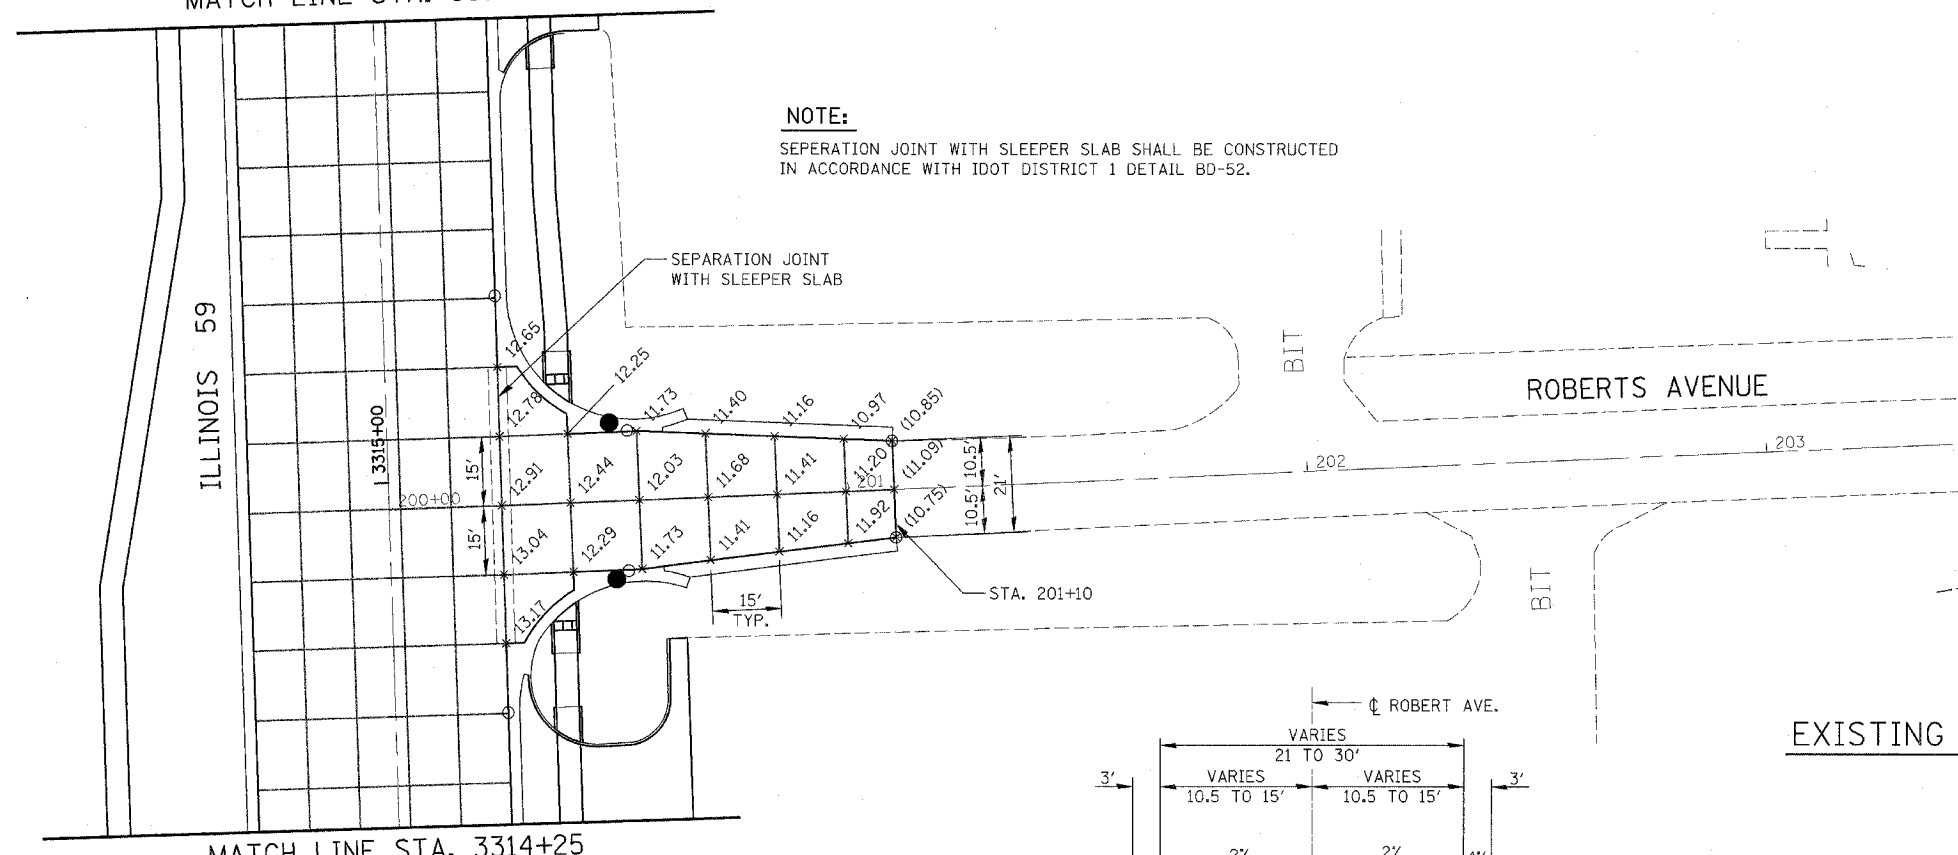 MATCH LINE STA.
NOTE:
SEPERATION JOINT WITH SLEEPER SLAB SHALL BE CONSTRUCTED
IN ACCORDANCE WITH IDOT DISTRICT 1 DETAIL BD-52.
SEPARATION JOINT
WITH SLEEPER SLAB
ILLINOIS 59
3315+00
200+00
12.65
12.25
12.78
11.73
11.40
11.16
10.97
(10.85)
12.91
12.44
12.03
11.68
11.41
11.20
(11.09)
13.04
12.29
11.73
11.41
11.16
11.92
(10.75)
13.17
15'
15'
201
10.5'
10.5'
21'
15'
TYP.
STA. 201+10
BIT
ROBERTS AVENUE
202
203
BIT
℄ ROBERT AVE.
VARIES
21 TO 30'
3'
VARIES
10.5 TO 15'
VARIES
10.5 TO 15'
3'
2%
2%
4%
EXISTING
MATCH LINE STA. 3314+25